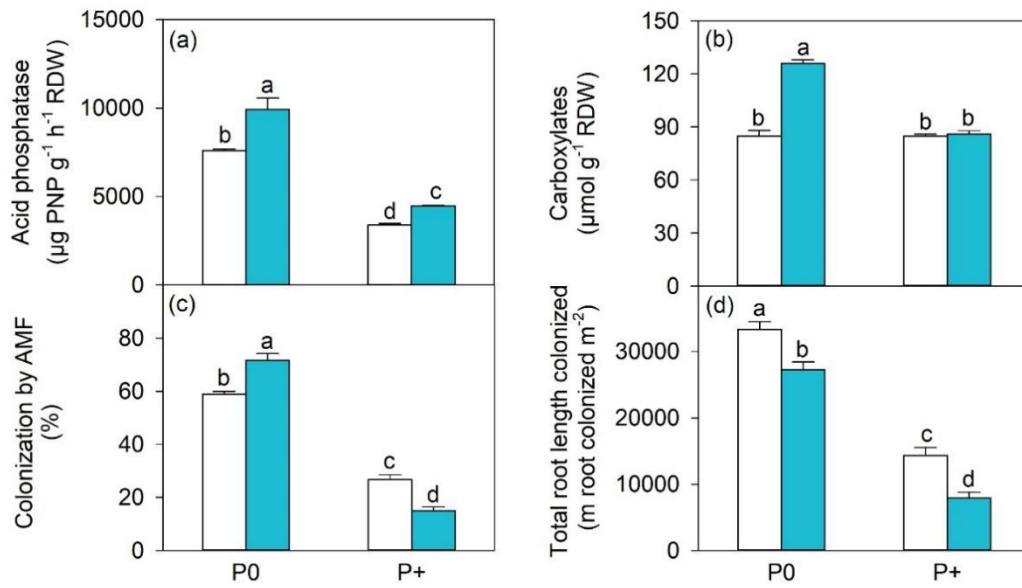 Acid phosphatase
(µg PNP g⁻¹ h⁻¹ RDW)
15000
10000
5000
0
(a)
b
a
d
c
Carboxylates
(µmol g⁻¹ RDW)
150
120
90
60
30
0
(b)
b
a
b
b
Colonization by AMF
(%)
80
60
40
20
0
(c)
b
a
c
d
P0
P+
Total root length colonized
(m root colonized m⁻²)
30000
20000
10000
0
(d)
a
b
c
d
P0
P+